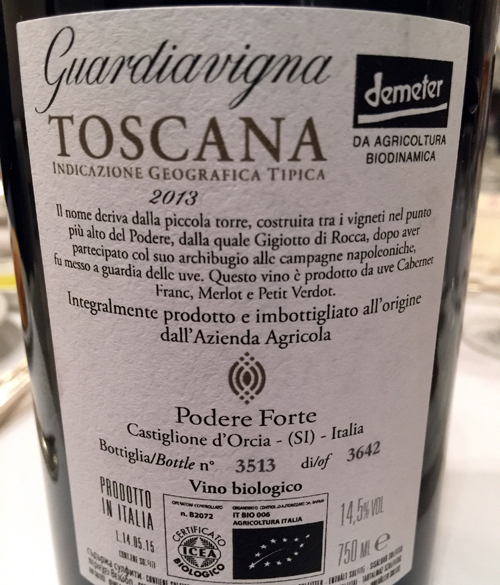 Guardiavigna
demeter
TOSCANA
DA AGRICOLTURA
BIODINAMICA
INDICAZIONE GEOGRAFICA TIPICA
2013
Il nome deriva dalla piccola torre, costruita tra i vigneti nel punto
più alto del Podere, dalla quale Gigiotto di Rocca, dopo aver
partecipato col suo archibugio alle campagne napoleoniche,
fu messo a guardia delle uve. Questo vino è prodotto da uve Cabernet
Franc, Merlot e Petit Verdot.
Integralmente prodotto e imbottigliato all'origine
dall'Azienda Agricola
Podere Forte
Castiglione d'Orcia - (SI) - Italia
Bottiglia/Bottle n° 3513 di/of 3642
Vino biologico
PRODOTTO
IN ITALIA
L.14.05.15
OPERATORE CONTROLLATO
n. B2072
CERTIFICATO
ICEA
BIOLOGICO
IT BIO 006
AGRICOLTURA ITALIA
14,5% VOL
750 ML e